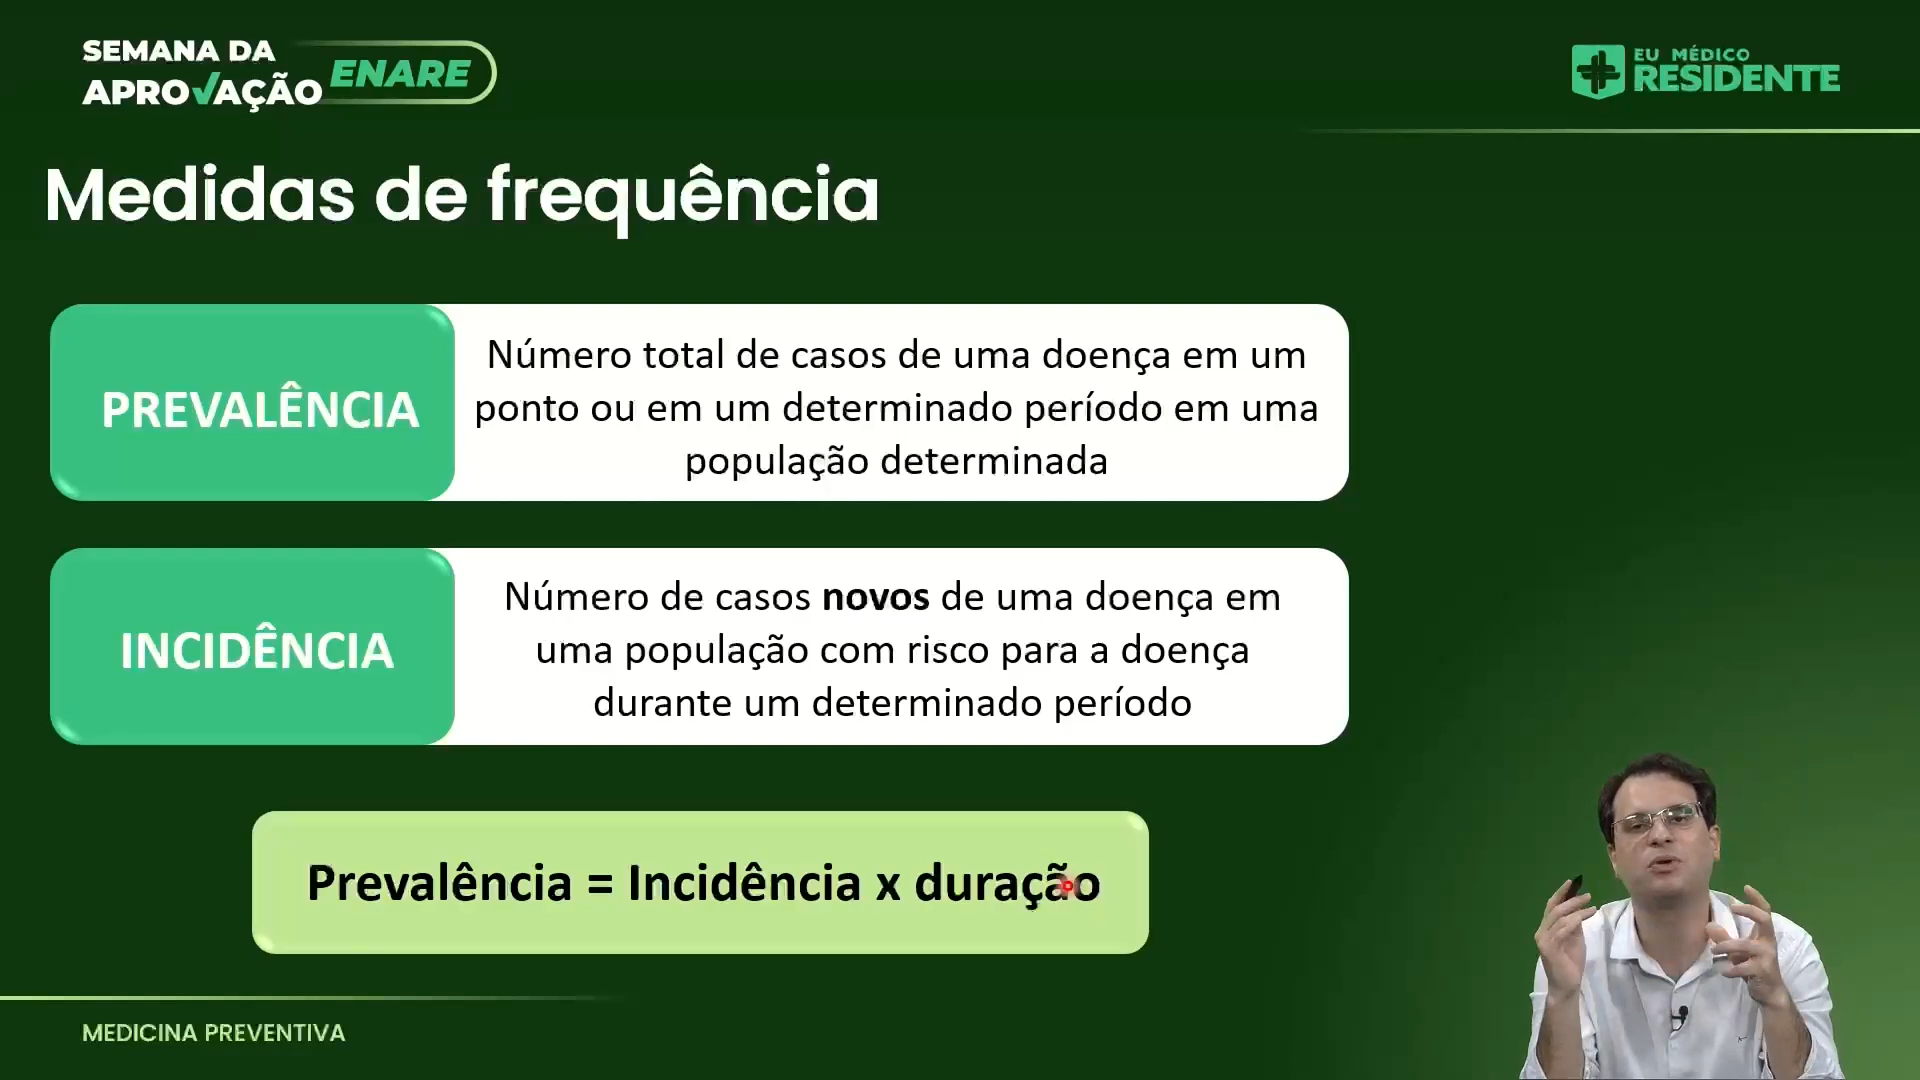 SEMANA DA
APROVAÇÃO ENARE
EU MÉDICO
RESIDENTE
Medidas de frequência
PREVALÊNCIA
Número total de casos de uma doença em um
ponto ou em um determinado período em uma
população determinada
INCIDÊNCIA
Número de casos novos de uma doença em
uma população com risco para a doença
durante um determinado período
Prevalência = Incidência x duração
MEDICINA PREVENTIVA